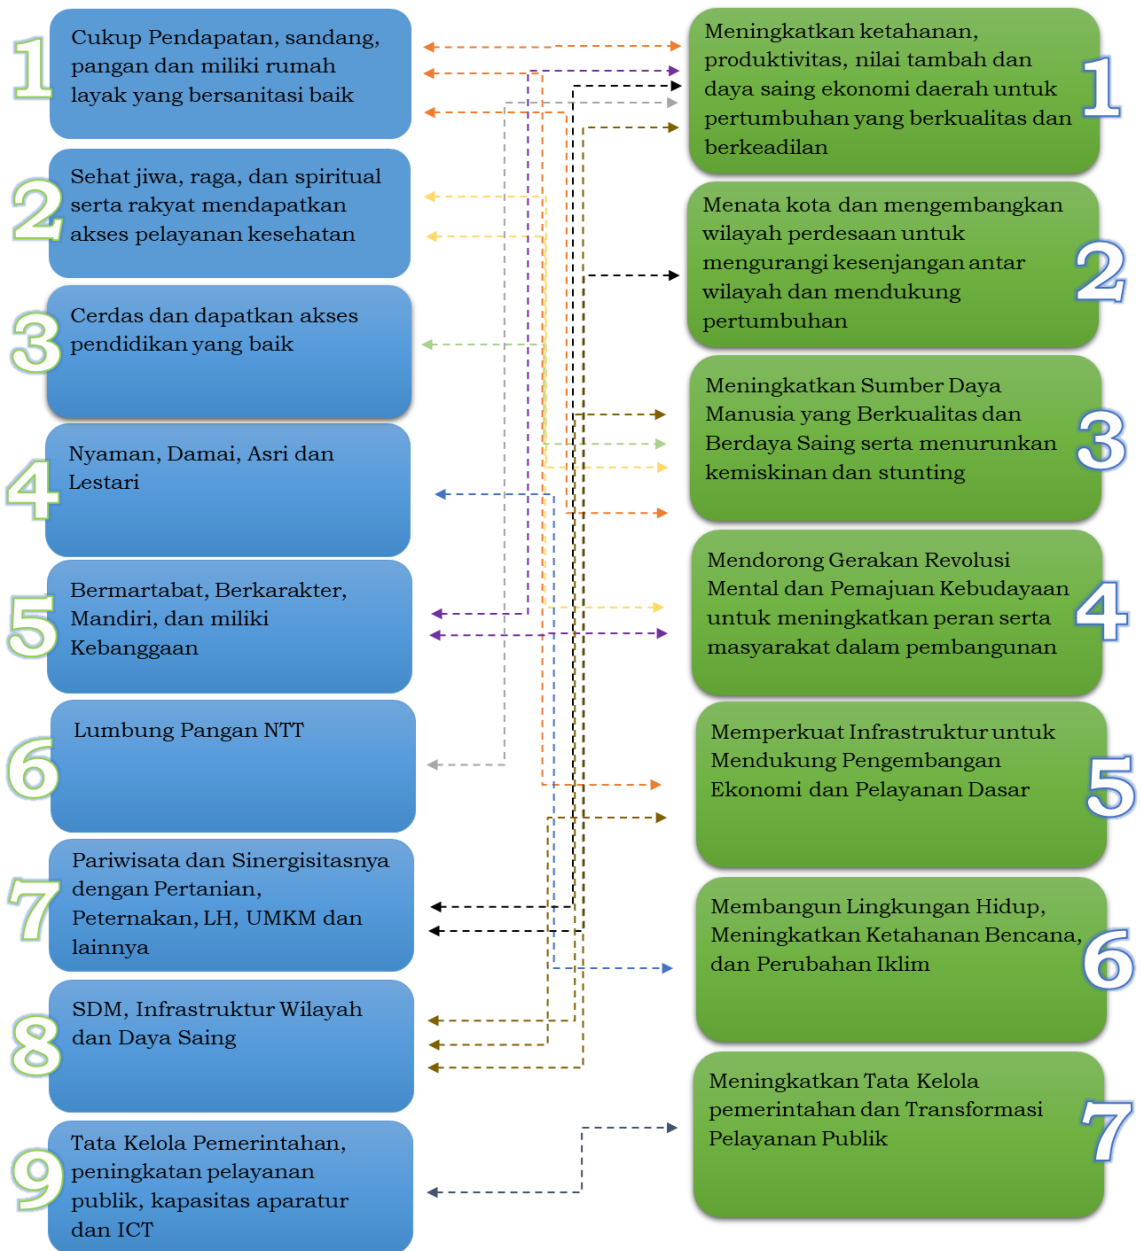 1
Cukup Pendapatan, sandang,
pangan dan miliki rumah
layak yang bersanitasi baik
2
Sehat jiwa, raga, dan spiritual
serta rakyat mendapatkan
akses pelayanan kesehatan
3
Cerdas dan dapatkan akses
pendidikan yang baik
4
Nyaman, Damai, Asri dan
Lestari
5
Bermartabat, Berkarakter,
Mandiri, dan miliki
Kebanggaan
6
Lumbung Pangan NTT
7
Pariwisata dan Sinergisitasnya
dengan Pertanian,
Peternakan, LH, UMKM dan
lainnya
8
SDM, Infrastruktur Wilayah
dan Daya Saing
9
Tata Kelola Pemerintahan,
peningkatan pelayanan
publik, kapasitas aparatur
dan ICT
Meningkatkan ketahanan,
produktivitas, nilai tambah dan
daya saing ekonomi daerah untuk
pertumbuhan yang berkualitas dan
berkeadilan
1
Menata kota dan mengembangkan
wilayah perdesaan untuk
mengurangi kesenjangan antar
wilayah dan mendukung
pertumbuhan
2
Meningkatkan Sumber Daya
Manusia yang Berkualitas dan
Berdaya Saing serta menurunkan
kemiskinan dan stunting
3
Mendorong Gerakan Revolusi
Mental dan Pemajuan Kebudayaan
untuk meningkatkan peran serta
masyarakat dalam pembangunan
4
Memperkuat Infrastruktur untuk
Mendukung Pengembangan
Ekonomi dan Pelayanan Dasar
5
Membangun Lingkungan Hidup,
Meningkatkan Ketahanan Bencana,
dan Perubahan Iklim
6
Meningkatkan Tata Kelola
pemerintahan dan Transformasi
Pelayanan Publik
7